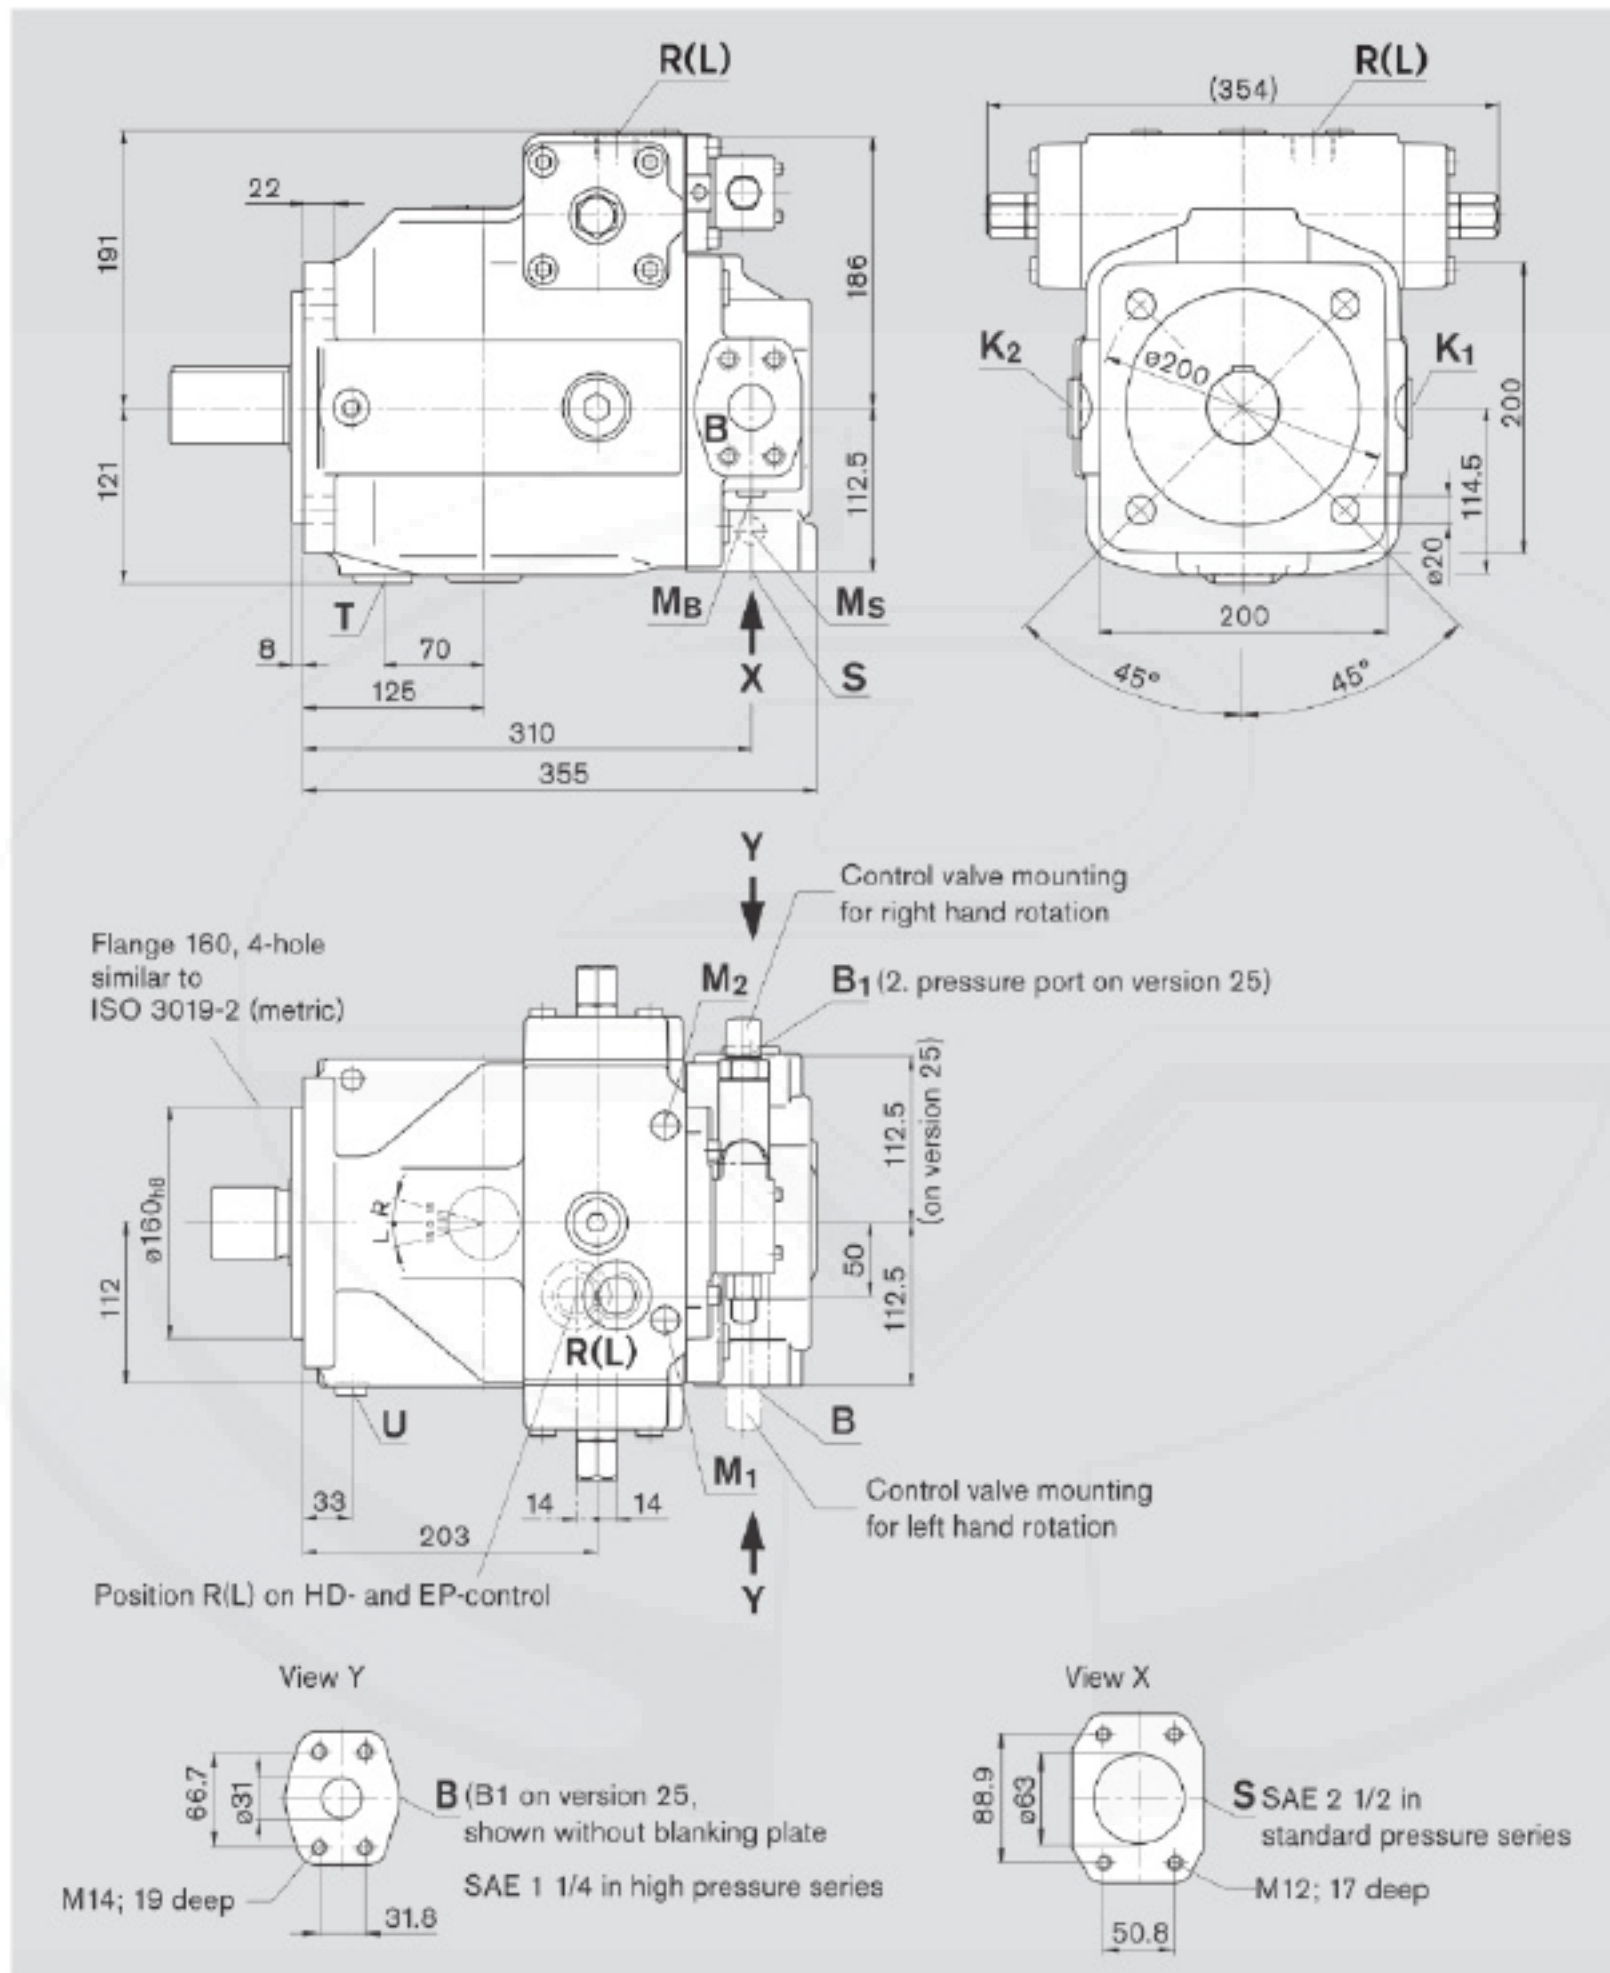 R(L)
R(L)
(354)
22
191
186
K2
K1
ø200
200
B
121
112.5
114.5
ø20
T
MB
MS
200
8
70
X
S
45°
45°
125
310
355
Y
Control valve mounting
for right hand rotation
Flange 160, 4-hole
similar to
ISO 3019-2 (metric)
M2
B1 (2. pressure port on version 25)
112.5
(on version 25)
ø160h8
R
L
50
112
112.5
R(L)
U
B
M1
Control valve mounting
for left hand rotation
33
14
14
203
Y
Position R(L) on HD- and EP-control
View Y
View X
66.7
ø31
B (B1 on version 25,
shown without blanking plate
SAE 1 1/4 in high pressure series
M14; 19 deep
31.8
88.9
ø63
S SAE 2 1/2 in
standard pressure series
M12; 17 deep
50.8